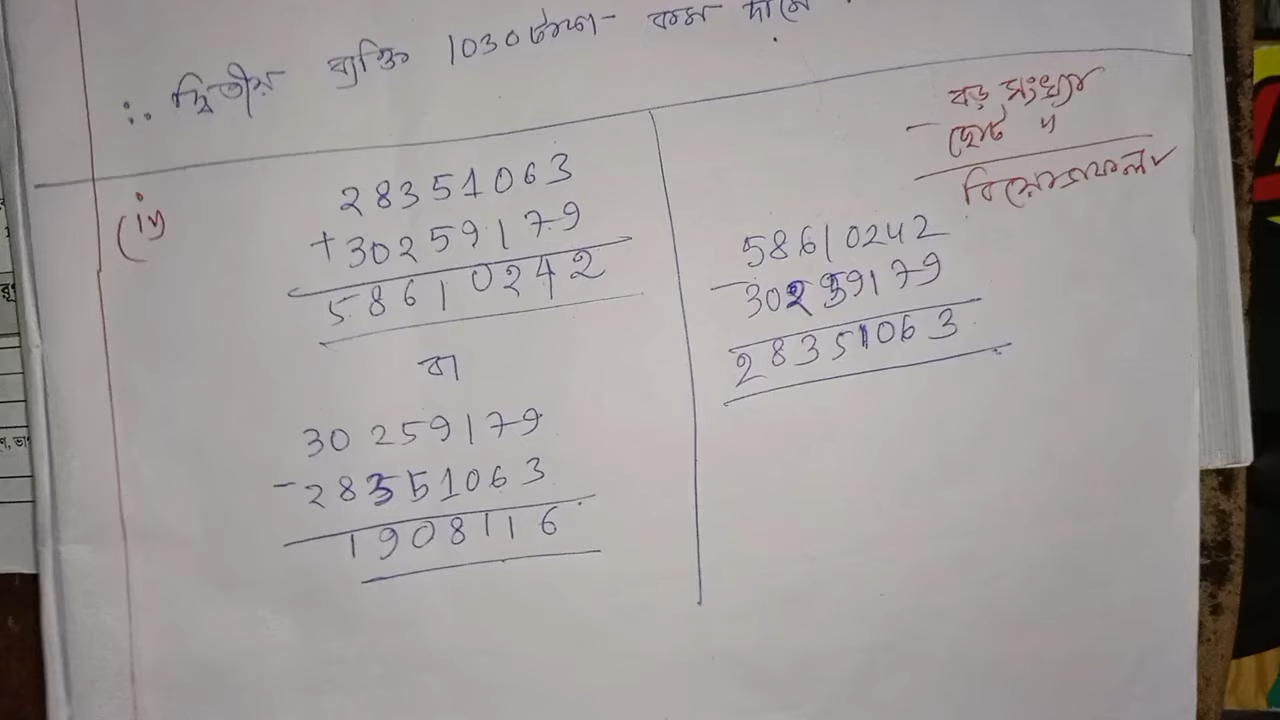 ∴ দ্বিতীয় ব্যক্তি 1030 টাকা কম দামে
(iv)
28351063
+30259179
58610242
বা
30259179
-28351063
1908116
বড় সংখ্যা
- ছোট "
বিয়োগফল
58610242
-30259179
28351063